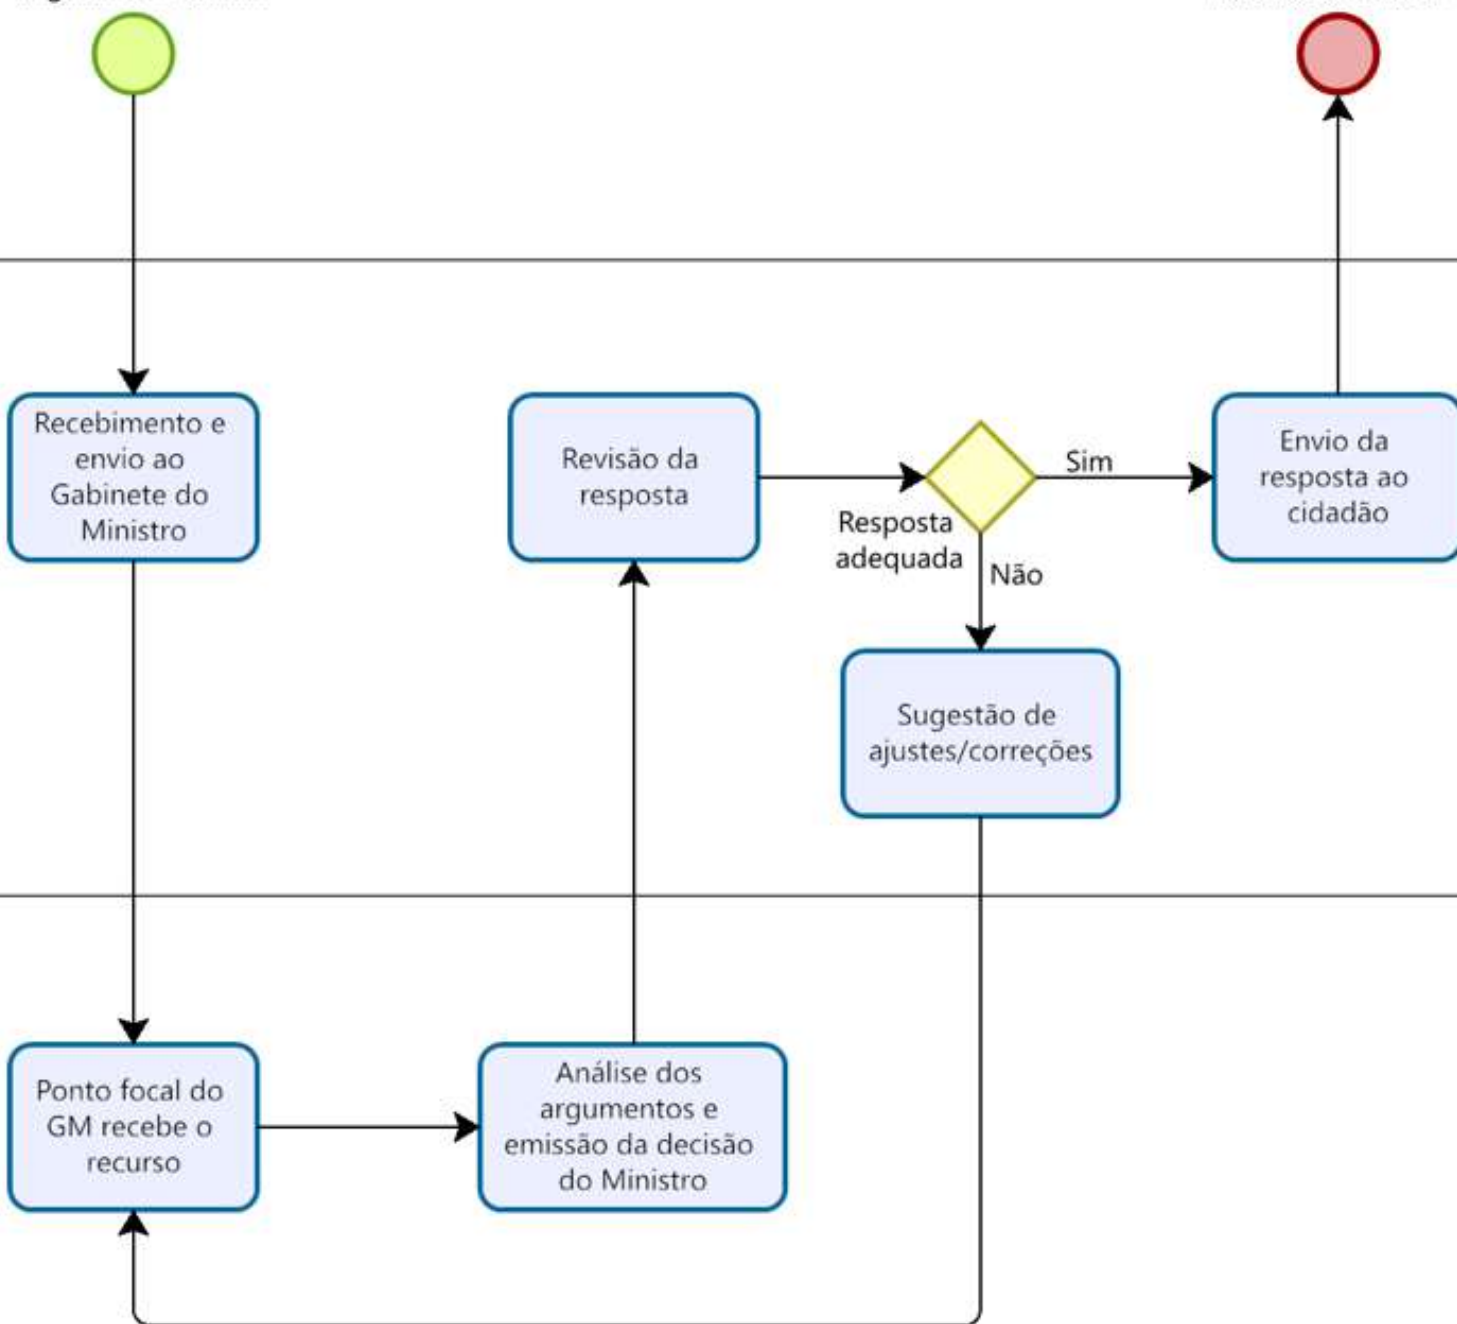 Recebimento e
envio ao
Gabinete do
Ministro
Revisão da
resposta
Resposta
adequada
Sim
Não
Envio da
resposta ao
cidadão
Sugestão de
ajustes/correções
Ponto focal do
GM recebe o
recurso
Análise dos
argumentos e
emissão da decisão
do Ministro